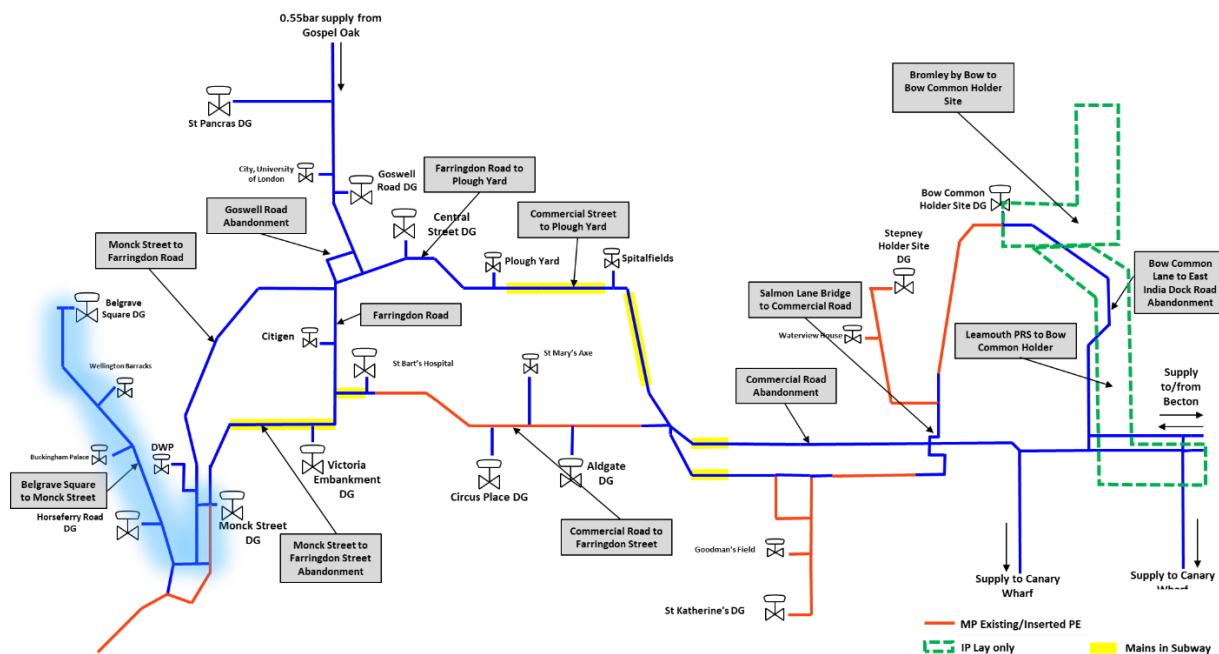 0.55bar supply from
Gospel Oak
St Pancras DG
City, University
of London
Goswell
Road DG
Farringdon Road to
Plough Yard
Goswell Road
Abandonment
Central
Street DG
Commercial Street
to Plough Yard
Bromley by Bow to
Bow Common Holder
Site
Bow Common
Holder Site DG
Stepney
Holder Site
DG
Monck Street to
Farringdon Road
Plough Yard
Spitalfields
Belgrave
Square DG
Farringdon Road
Citigen
Salmon Lane Bridge
to Commercial Road
Waterview House
Bow Common
Lane to East
India Dock Road
Abandonment
Leamouth PRS to Bow
Common Holder
St Bart's Hospital
St Mary's Axe
Wellington Barracks
Commercial Road
Abandonment
Supply
to/from
Becton
Buckingham Palace
DWP
Belgrave Square
to Monck Street
Horseferry Road
DG
Monck Street
DG
Victoria
Embankment
DG
Circus Place DG
Aldgate
DG
Monck Street to
Farringdon Street
Abandonment
Commercial Road to
Farringdon Street
Goodman's Field
St Katherine's DG
Supply to Canary
Wharf
Supply to Canary
Wharf
MP Existing/Inserted PE
IP Lay only
Mains in Subway